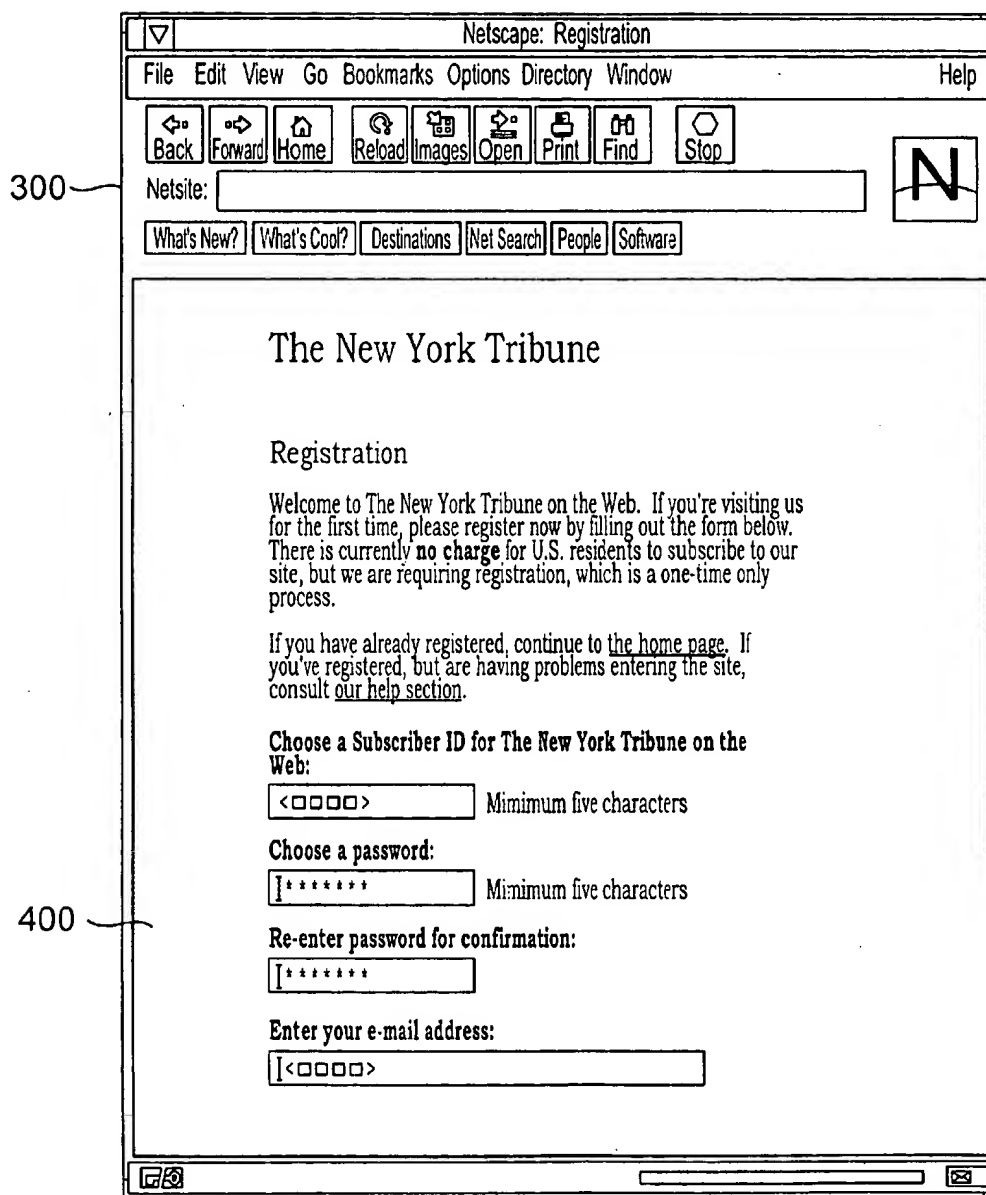 Netscape: Registration
File Edit View Go Bookmarks Options Directory Window Help
Back Forward Home Reload Images Open Print Find Stop
N
300
Netsite:
What's New? What's Cool? Destinations Net Search People Software
The New York Tribune
Registration
Welcome to The New York Tribune on the Web. If you're visiting us
for the first time, please register now by filling out the form below.
There is currently no charge for U.S. residents to subscribe to our
site, but we are requiring registration, which is a one-time only
process.
If you have already registered, continue to the home page. If
you've registered, but are having problems entering the site,
consult our help section.
Choose a Subscriber ID for The New York Tribune on the
Web:
<□□□□> Mimimum five characters
Choose a password:
******* Minimum five characters
400
Re-enter password for confirmation:
*******
Enter your e-mail address:
<□□□□>